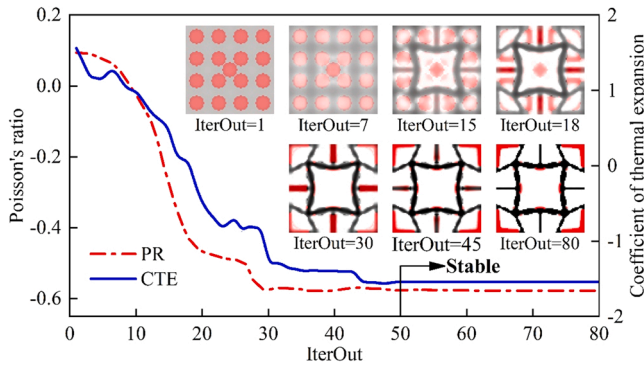 0.2
0.0
-0.2
-0.4
-0.6
Poisson's ratio
2
1
0
-1
-2
Coefficient of thermal expansion
IterOut=1
IterOut=7
IterOut=15
IterOut=18
IterOut=30
IterOut=45
IterOut=80
PR
CTE
Stable
0 10 20 30 40 50 60 70 80
IterOut